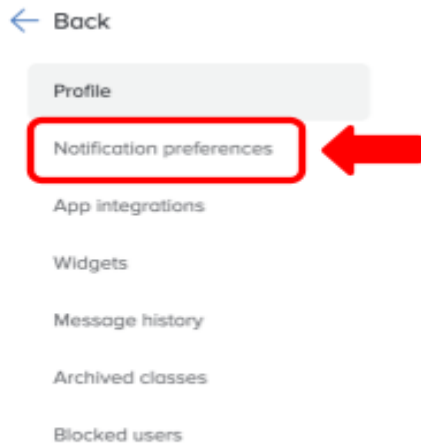 Back
Profile
Notification preferences
App integrations
Widgets
Message history
Archived classes
Blocked users